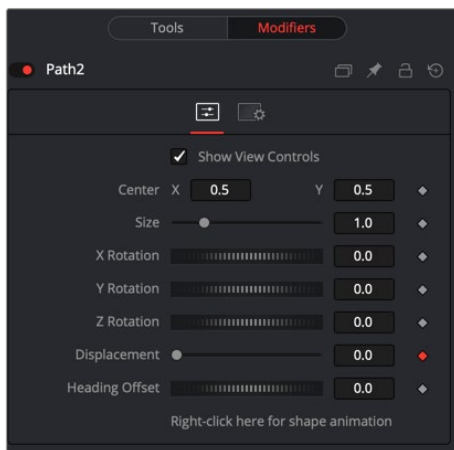 Tools Modifiers
Path2
Show View Controls
Center X 0.5 Y 0.5
Size 1.0
X Rotation 0.0
Y Rotation 0.0
Z Rotation 0.0
Displacement 0.0
Heading Offset 0.0
Right-click here for shape animation